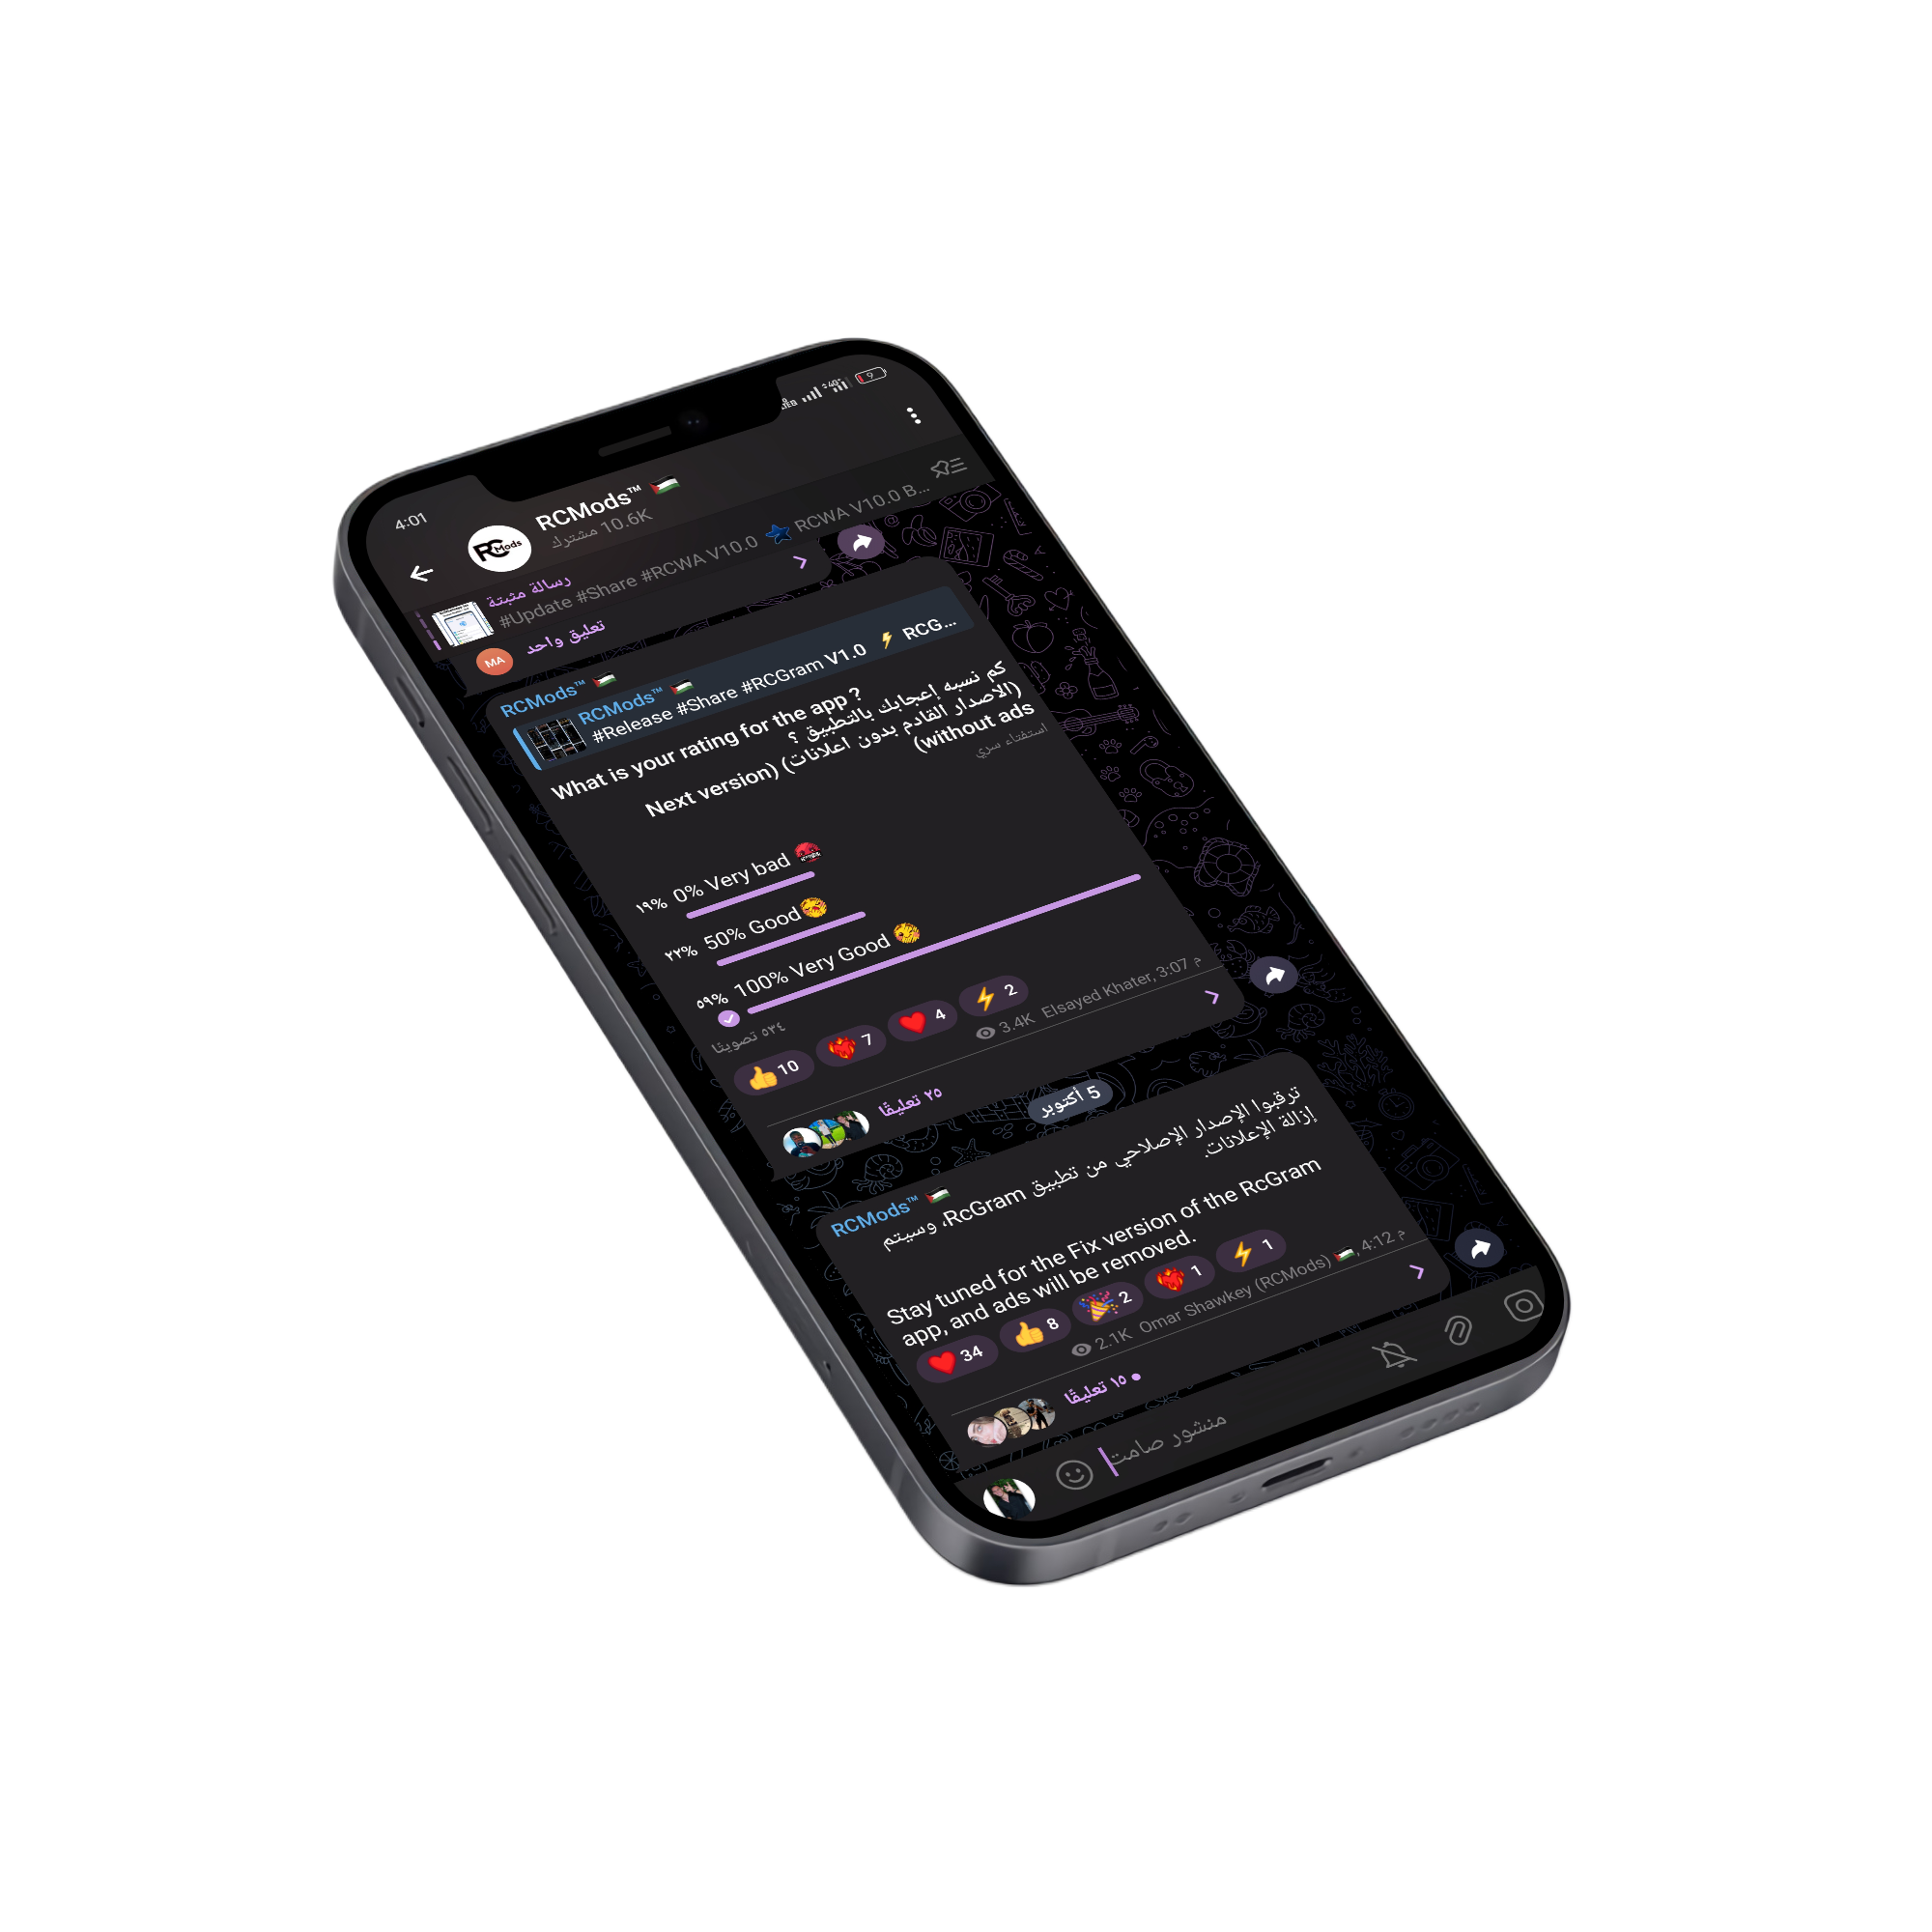 4:01
9
RCMods™ 🇵🇸
10.6K مشترك
RC Mods
رسالة مثبتة
#Update #Share #RCWA V10.0 RCWA V10.0 B...
MA
تعليق واحد
RCMods™ 🇵🇸
RCMods™ 🇵🇸
#Release #Share #RCGram V1.0 ⚡ RCG...
What is your rating for the app ?
كم نسبه إعجابك بالتطبيق ؟
(الاصدار القادم بدون اعلانات) (Next version
without ads)
استفتاء سري
١٩% 0% Very bad 🤬
٢٢% 50% Good
٥٩% 100% Very Good
٥٣٤ تصويتًا
👍 10 ❤️‍🔥 7 ❤️ 4 ⚡ 2
3.4K Elsayed Khater, 3:07 م
٢٥ تعليقًا
5 أكتوبر
RCMods™ 🇵🇸
ترقبوا الإصدار الإصلاحي من تطبيق RcGram، وسيتم
إزالة الإعلانات.
Stay tuned for the Fix version of the RcGram
app, and ads will be removed.
❤️ 34 👍 8 🎉 2 ❤️‍🔥 1 ⚡ 1
2.1K Omar Shawkey (RCMods) 🇵🇸, 4:12 م
١٥ تعليقًا
منشور صامت